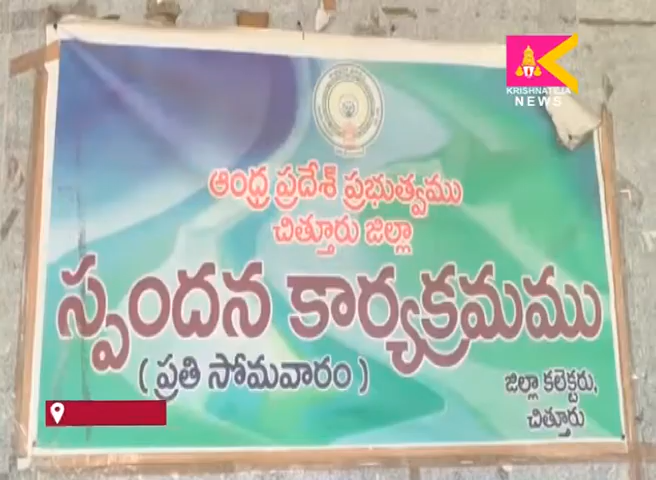 KRISHNATEJA
NEWS
ఆంధ్ర ప్రదేశ్ ప్రభుత్వము
చిత్తూరు జిల్లా
స్పందన కార్యక్రమము
( ప్రతి సోమవారం )
జిల్లా కలెక్టరు,
చిత్తూరు